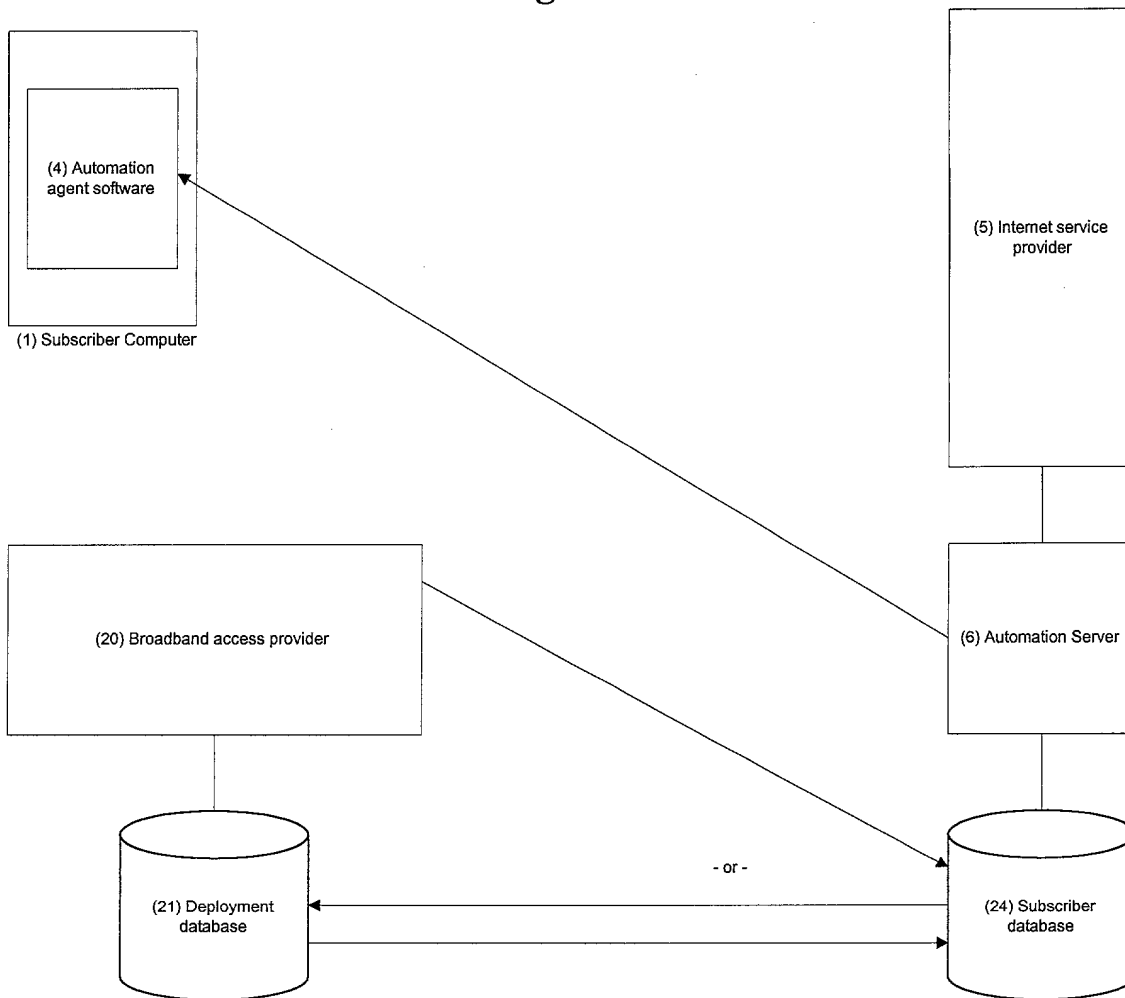 (4) Automation
agent software
(5) Internet service
provider
(1) Subscriber Computer
(20) Broadband access provider
(6) Automation Server
- or -
(21) Deployment
database
(24) Subscriber
database